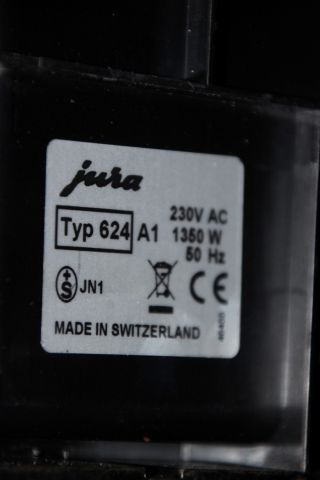 jura
Typ 624 A1
230V AC
1350 W
50 Hz
S JN1
CE
MADE IN SWITZERLAND